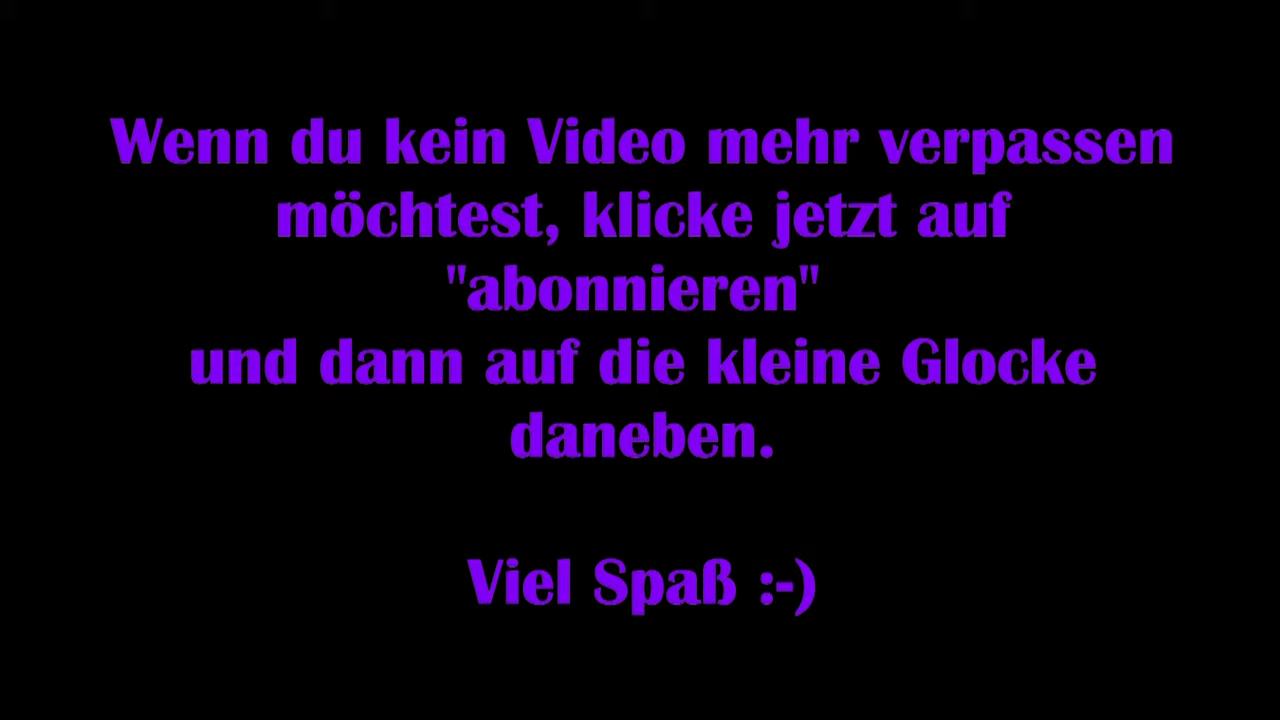 Wenn du kein Video mehr verpassen
möchtest, klicke jetzt auf
"abonnieren"
und dann auf die kleine Glocke
daneben.
Viel Spaß :-)